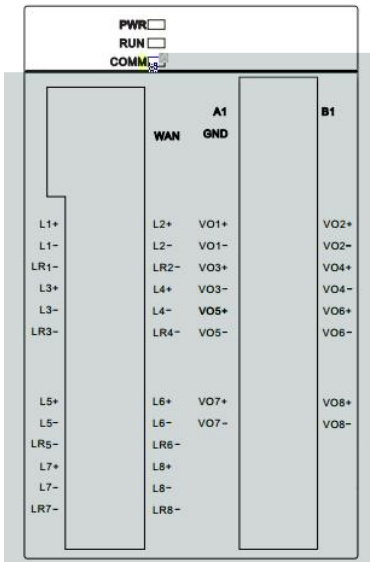 PWR
RUN
COMM
A1 B1
WAN GND
L1+ L2+ VO1+ VO2+
L1- L2- VO1- VO2-
LR1- LR2- VO3+ VO4+
L3+ L4+ VO3- VO4-
L3- L4- VO5+ VO6+
LR3- LR4- VO5- VO6-
L5+ L6+ VO7+ VO8+
L5- L6- VO7- VO8-
LR5- LR6-
L7+ L8+
L7- L8-
LR7- LR8-